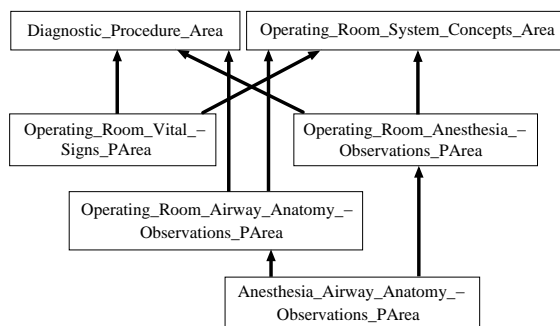 Diagnostic_Procedure_Area
Operating_Room_System_Concepts_Area
Operating_Room_Vital_–
Signs_PArea
Operating_Room_Anesthesia_–
Observations_PArea
Operating_Room_Airway_Anatomy_–
Observations_PArea
Anesthesia_Airway_Anatomy_–
Observations_PArea